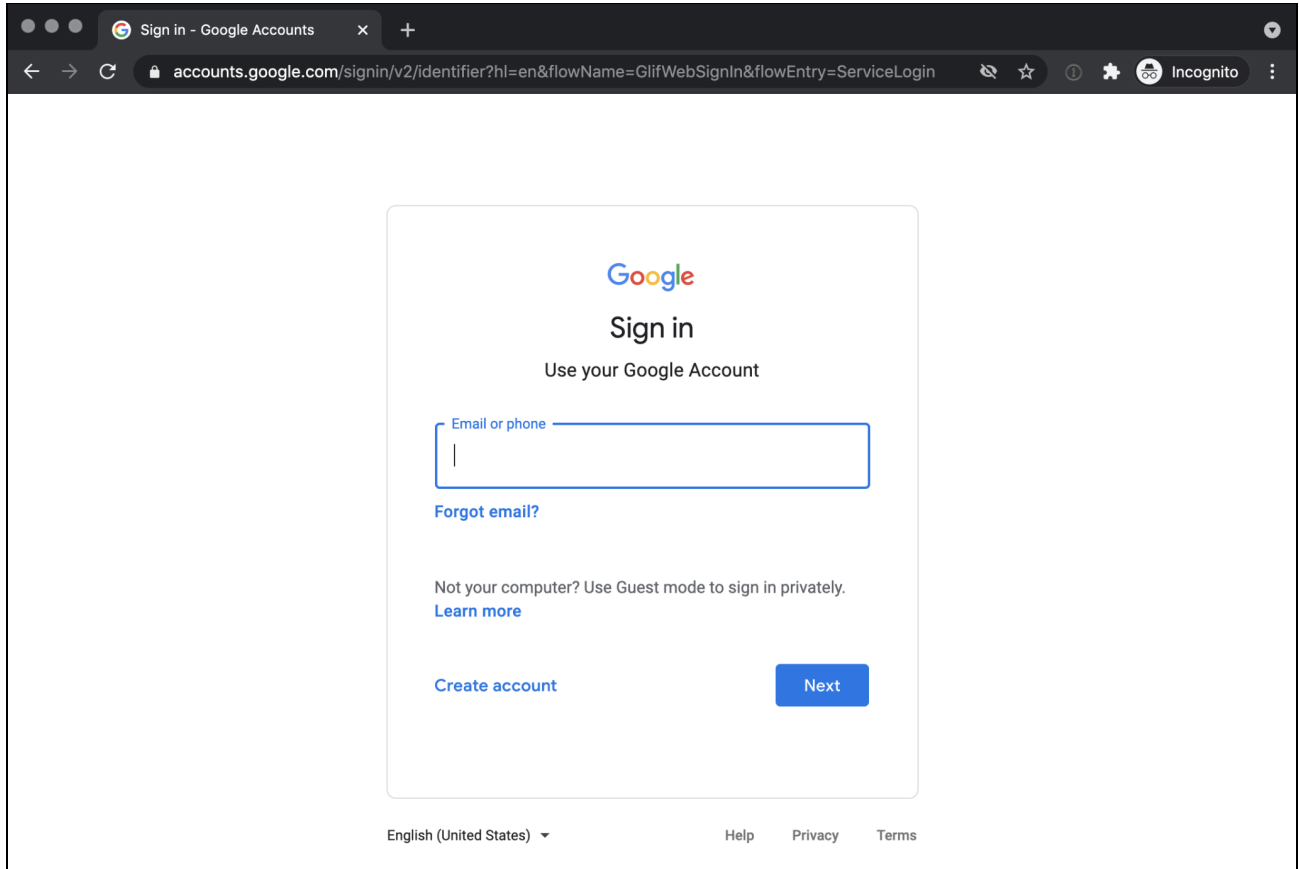 Sign in - Google Accounts
accounts.google.com/signin/v2/identifier?hl=en&flowName=GlifWebSignIn&flowEntry=ServiceLogin
Incognito
Google
Sign in
Use your Google Account
Email or phone
Forgot email?
Not your computer? Use Guest mode to sign in privately.
Learn more
Create account
Next
English (United States)
Help
Privacy
Terms